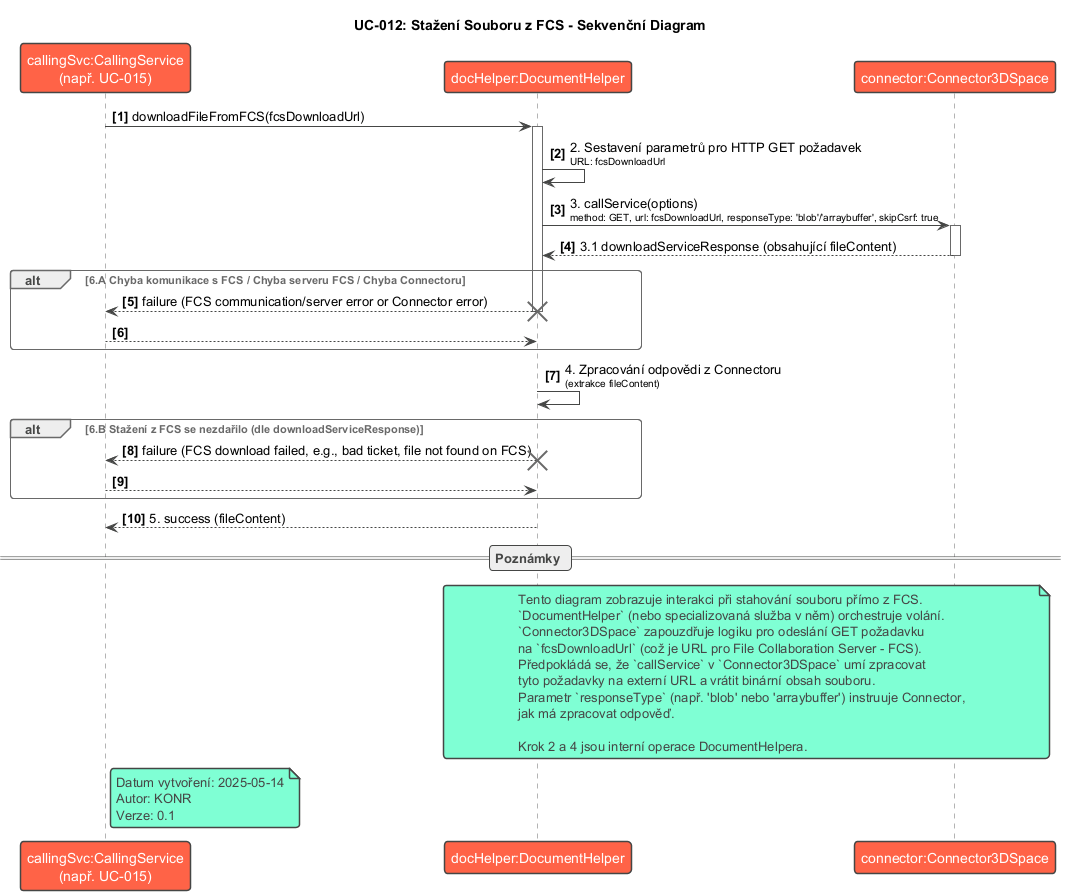 UC-012: Stažení Souboru z FCS - Sekvenční Diagram
callingSvc:CallingService
(např. UC-015)
docHelper:DocumentHelper
connector:Connector3DSpace
[1] downloadFileFromFCS(fcsDownloadUrl)
[2] 2. Sestavení parametrů pro HTTP GET požadavek
URL: fcsDownloadUrl
[3] 3. callService(options)
method: GET, url: fcsDownloadUrl, responseType: 'blob'/'arraybuffer', skipCsrf: true
[4] 3.1 downloadServiceResponse (obsahující fileContent)
alt [6.A Chyba komunikace s FCS / Chyba serveru FCS / Chyba Connectoru]
[5] failure (FCS communication/server error or Connector error)
[6]
[7] 4. Zpracování odpovědi z Connectoru
(extrakce fileContent)
alt [6.B Stažení z FCS se nezdařilo (dle downloadServiceResponse)]
[8] failure (FCS download failed, e.g., bad ticket, file not found on FCS)
[9]
[10] 5. success (fileContent)
Poznámky
Tento diagram zobrazuje interakci při stahování souboru přímo z FCS.
`DocumentHelper` (nebo specializovaná služba v něm) orchestruje volání.
`Connector3DSpace` zapouzdřuje logiku pro odeslání GET požadavku
na `fcsDownloadUrl` (což je URL pro File Collaboration Server - FCS).
Předpokládá se, že `callService` v `Connector3DSpace` umí zpracovat
tyto požadavky na externí URL a vrátit binární obsah souboru.
Parametr `responseType` (např. 'blob' nebo 'arraybuffer') instruuje Connector,
jak má zpracovat odpověď.
Krok 2 a 4 jsou interní operace DocumentHelpera.
Datum vytvoření: 2025-05-14
Autor: KONR
Verze: 0.1
callingSvc:CallingService
(např. UC-015)
docHelper:DocumentHelper
connector:Connector3DSpace